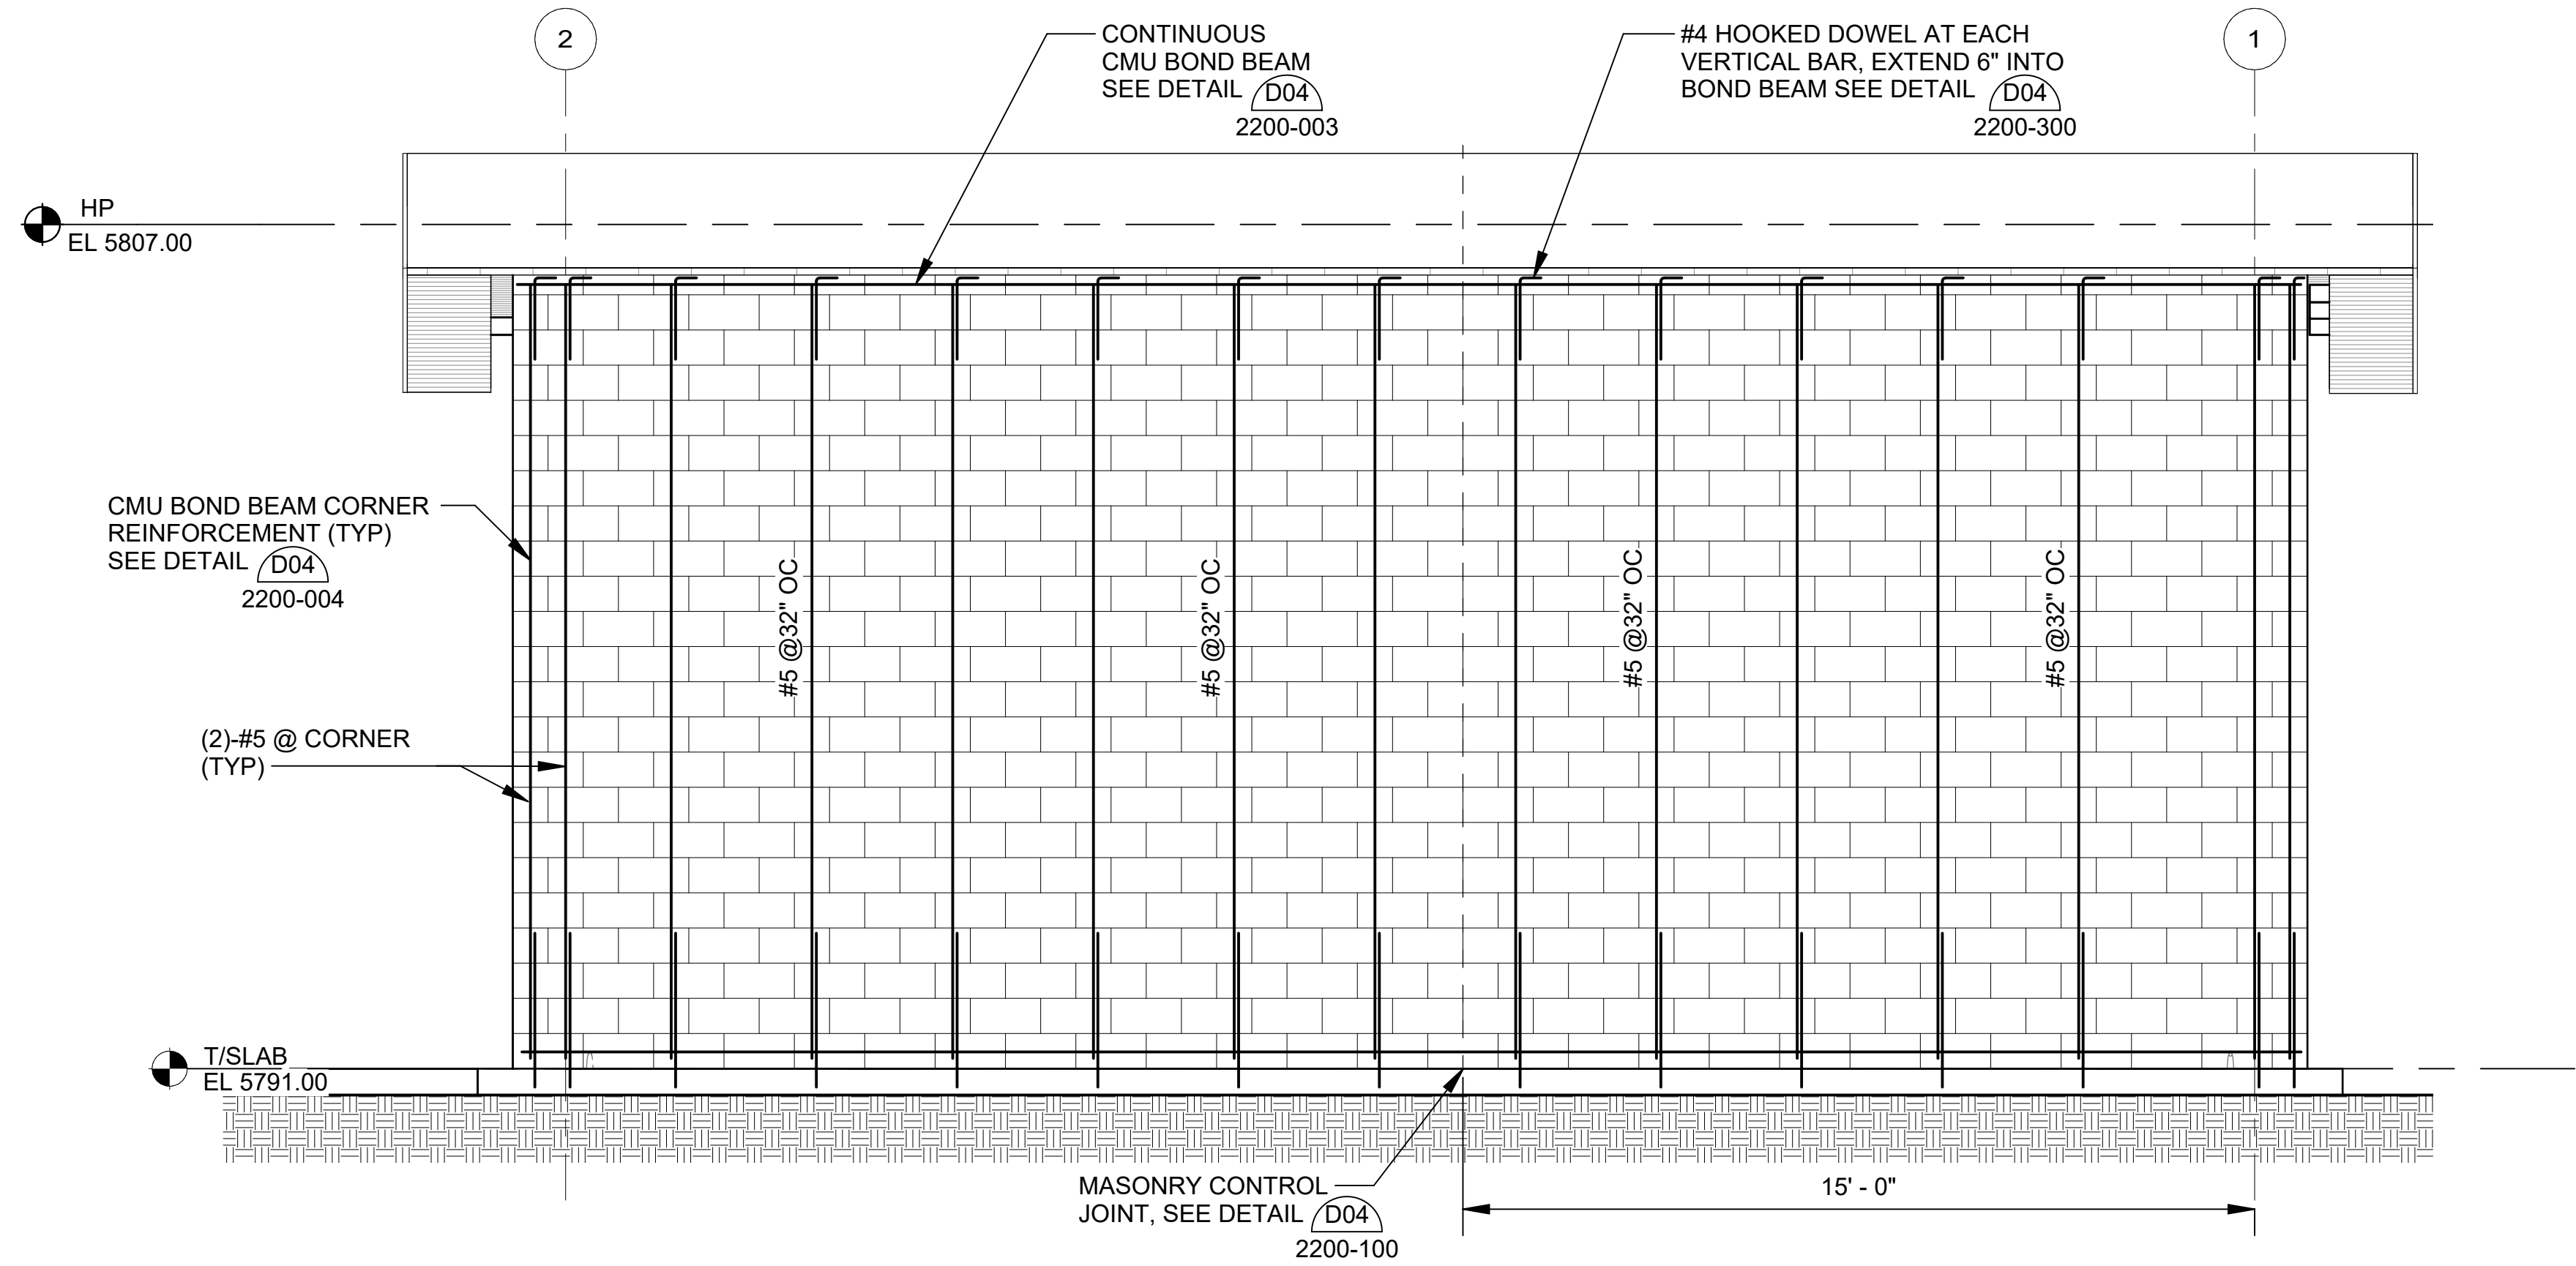 2
CONTINUOUS
CMU BOND BEAM
SEE DETAIL D04
2200-003
#4 HOOKED DOWEL AT EACH
VERTICAL BAR, EXTEND 6" INTO
BOND BEAM SEE DETAIL D04
2200-300
1
HP
EL 5807.00
CMU BOND BEAM CORNER
REINFORCEMENT (TYP)
SEE DETAIL D04
2200-004
#5 @32" OC
#5 @32" OC
#5 @32" OC
#5 @32" OC
(2)-#5 @ CORNER
(TYP)
T/SLAB
EL 5791.00
MASONRY CONTROL
JOINT, SEE DETAIL D04
2200-100
15' - 0"